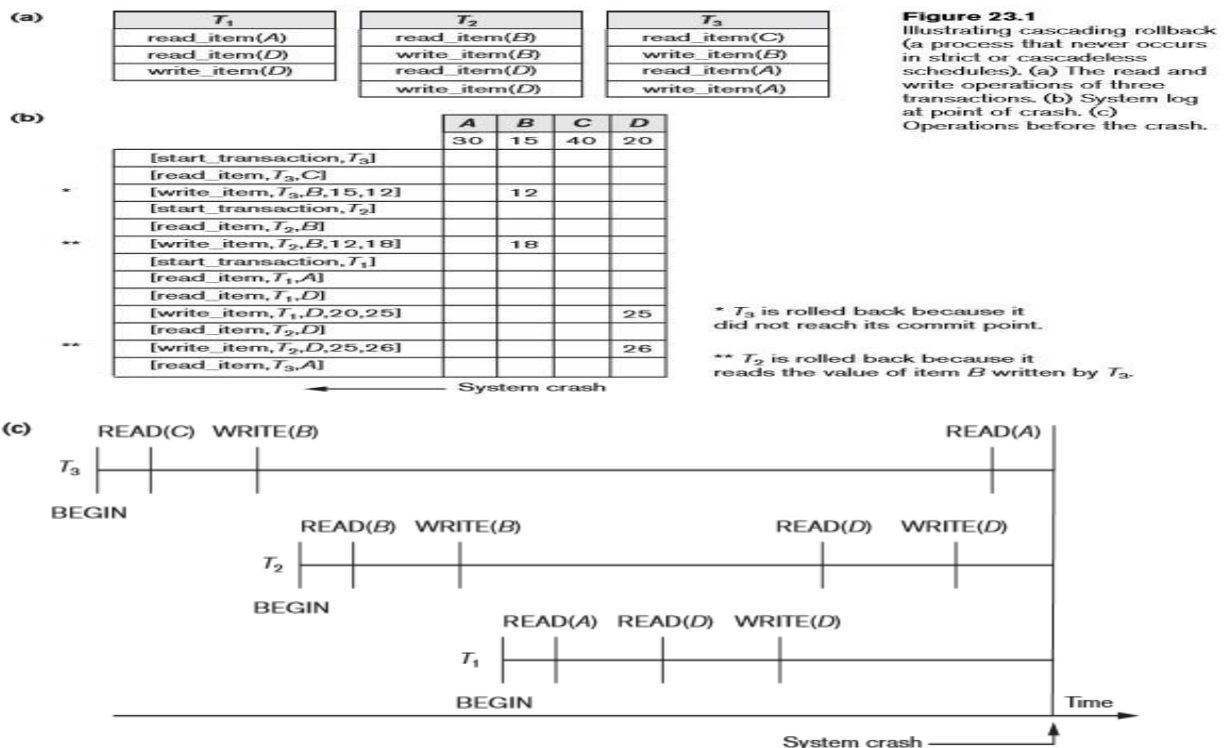 (a)
T1 T2 T3
read_item(A) read_item(B) read_item(C)
read_item(D) write_item(B) write_item(B)
write_item(D) read_item(D) read_item(A)
write_item(D) write_item(A)
Figure 23.1
Illustrating cascading rollback
(a process that never occurs
in strict or cascadeless
schedules). (a) The read and
write operations of three
transactions. (b) System log
at point of crash. (c)
Operations before the crash.
(b)
A B C D
30 15 40 20
[start_transaction,T3]
[read_item,T3,C]
* [write_item,T3,B,15,12] 12
[start_transaction,T2]
[read_item,T2,B]
** [write_item,T2,B,12,18] 18
[start_transaction,T1]
[read_item,T1,A]
[read_item,T1,D]
[write_item,T1,D,20,25] 25
[read_item,T2,D]
** [write_item,T2,D,25,26] 26
[read_item,T3,A]
System crash
* T3 is rolled back because it
did not reach its commit point.
** T2 is rolled back because it
reads the value of item B written by T3.
(c)
READ(C) WRITE(B) READ(A)
T3
BEGIN
READ(B) WRITE(B) READ(D) WRITE(D)
T2
BEGIN
READ(A) READ(D) WRITE(D)
T1
BEGIN
Time
System crash